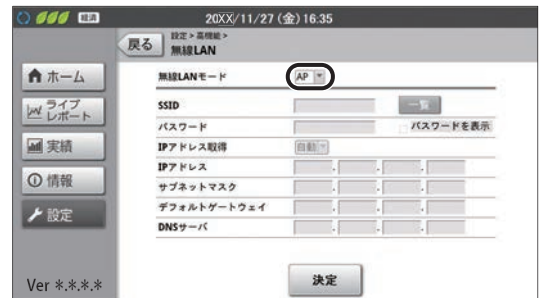 経済 20XX/11/27 (金) 16:35
戻る 設定 > 高機能 >
無線LAN
ホーム
ライブ
レポート
実績
情報
設定
Ver *.*.*.*
無線LANモード AP
SSID 一覧
パスワード パスワードを表示
IPアドレス取得 自動
IPアドレス . . .
サブネットマスク . . .
デフォルトゲートウェイ . . .
DNSサーバ . . .
決定